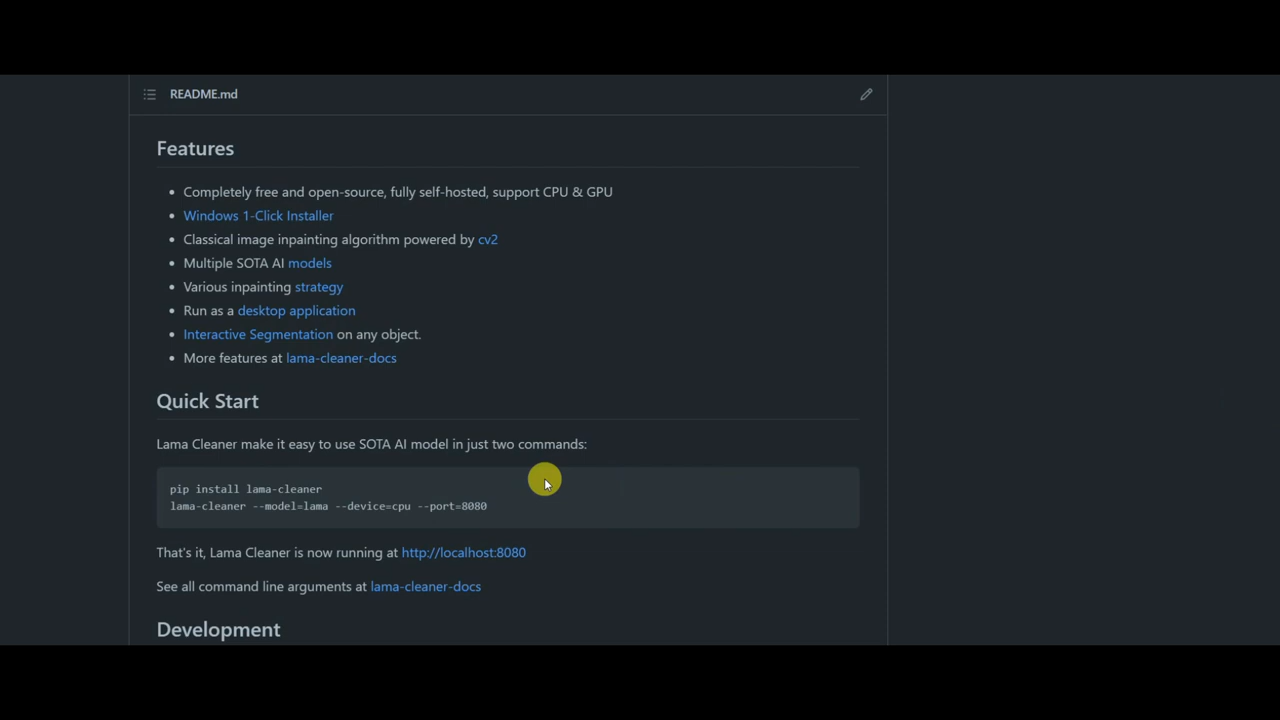 README.md
Features
Completely free and open-source, fully self-hosted, support CPU & GPU
Windows 1-Click Installer
Classical image inpainting algorithm powered by cv2
Multiple SOTA AI models
Various inpainting strategy
Run as a desktop application
Interactive Segmentation on any object.
More features at lama-cleaner-docs
Quick Start
Lama Cleaner make it easy to use SOTA AI model in just two commands:
pip install lama-cleaner
lama-cleaner --model=lama --device=cpu --port=8080
That's it, Lama Cleaner is now running at http://localhost:8080
See all command line arguments at lama-cleaner-docs
Development